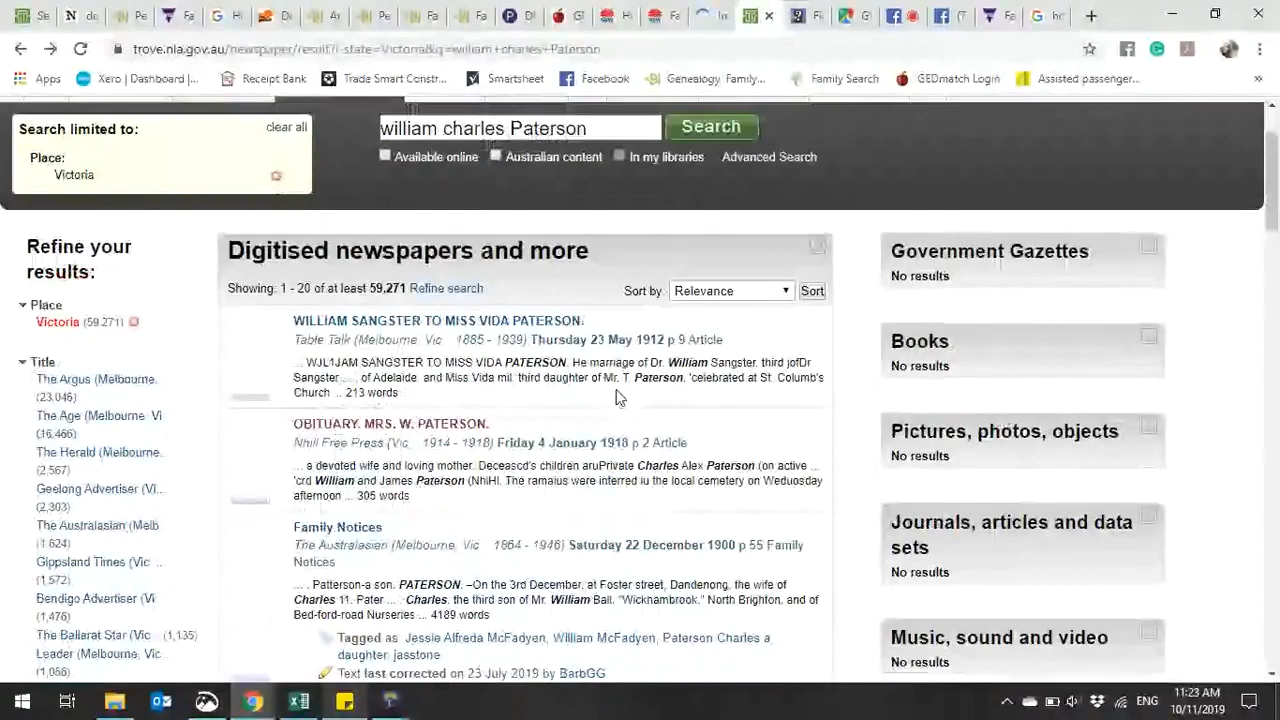 trove.nla.gov.au/newspaper/result?l-state=Victoria&q=william+charles+Paterson
Apps
Xero | Dashboard |...
Receipt Bank
Trade Smart Constr...
Smartsheet
Facebook
Genealogy, Family...
Family Search
GEDmatch Login
Assisted passenger...
Search limited to:
clear all
Place:
Victoria
william charles Paterson
Search
Available online
Australian content
In my libraries
Advanced Search
Refine your
results:
Place
Victoria (59,271)
Title
The Argus (Melbourne,
(23,046)
The Age (Melbourne, Vi
(16,466)
The Herald (Melbourne,
(2,567)
Geelong Advertiser (Vi...
(2,303)
The Australasian (Melb
(1,624)
Gippsland Times (Vic ...
(1,572)
Bendigo Advertiser (Vi
(1,476)
The Ballarat Star (Vic (1,135)
Leader (Melbourne, Vic
Digitised newspapers and more
Showing: 1 - 20 of at least 59,271 Refine search
Sort by: Relevance Sort
WILLIAM SANGSTER TO MISS VIDA PATERSON.
Table Talk (Melbourne, Vic 1885 - 1939) Thursday 23 May 1912 p 9 Article
... WJL1JAM SANGSTER TO MISS VIDA PATERSON. He marriage of Dr. William Sangster, third jofDr
Sangster ... of Adelaide, and Miss Vida mil, third daughter of Mr. T. Paterson, 'celebrated at St. Columb's
Church ... 213 words
OBITUARY. MRS. W. PATERSON.
Nhill Free Press (Vic 1914 - 1918) Friday 4 January 1918 p 2 Article
... a devoted wife and loving mother. Deceascd's children aruPrivate Charles Alex Paterson (on active ...
'crd William and James Paterson (NhiHl. The ramaius were interred iu the local cemetery on Weduosday
afternoon ... 305 words
Family Notices
The Australasian (Melbourne, Vic 1864 - 1946) Saturday 22 December 1900 p 55 Family
Notices
... Patterson-a son. PATERSON. –On the 3rd December, at Foster street, Dandenong, the wife of
Charles 11. Pater ... Charles, the third son of Mr. William Ball, "Wickhambrook," North Brighton, and of
Bed-ford-road Nurseries ... 4189 words
Tagged as Jessie Alfreda McFadyen, William McFadyen, Paterson Charles a
daughter, jasstone
Text last corrected on 23 July 2019 by BarbGG
Government Gazettes
No results
Books
No results
Pictures, photos, objects
No results
Journals, articles and data
sets
No results
Music, sound and video
No results
ENG
11:23 AM
10/11/2019